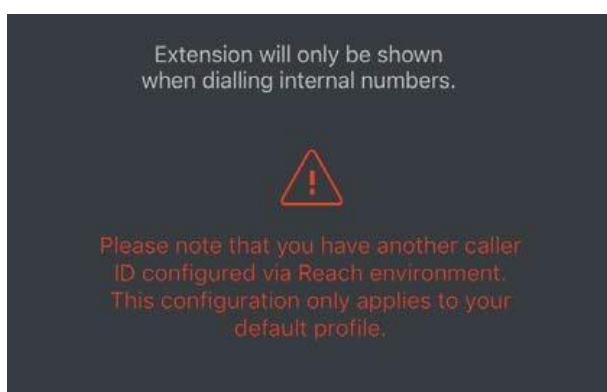 Extension will only be shown
when dialling internal numbers.
Please note that you have another caller
ID configured via Reach environment.
This configuration only applies to your
default profile.